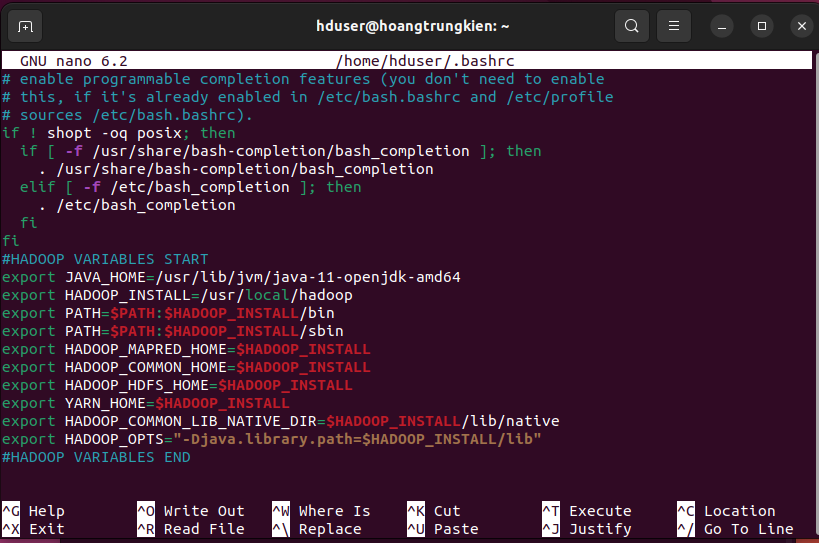 hduser@hoangtrungkien: ~
GNU nano 6.2 /home/hduser/.bashrc
# enable programmable completion features (you don't need to enable
# this, if it's already enabled in /etc/bash.bashrc and /etc/profile
# sources /etc/bash.bashrc).
if ! shopt -oq posix; then
  if [ -f /usr/share/bash-completion/bash_completion ]; then
    . /usr/share/bash-completion/bash_completion
  elif [ -f /etc/bash_completion ]; then
    . /etc/bash_completion
  fi
fi
#HADOOP VARIABLES START
export JAVA_HOME=/usr/lib/jvm/java-11-openjdk-amd64
export HADOOP_INSTALL=/usr/local/hadoop
export PATH=$PATH:$HADOOP_INSTALL/bin
export PATH=$PATH:$HADOOP_INSTALL/sbin
export HADOOP_MAPRED_HOME=$HADOOP_INSTALL
export HADOOP_COMMON_HOME=$HADOOP_INSTALL
export HADOOP_HDFS_HOME=$HADOOP_INSTALL
export YARN_HOME=$HADOOP_INSTALL
export HADOOP_COMMON_LIB_NATIVE_DIR=$HADOOP_INSTALL/lib/native
export HADOOP_OPTS="-Djava.library.path=$HADOOP_INSTALL/lib"
#HADOOP VARIABLES END
^G Help ^O Write Out ^W Where Is ^K Cut ^T Execute ^C Location
^X Exit ^R Read File ^\ Replace ^U Paste ^J Justify ^/ Go To Line